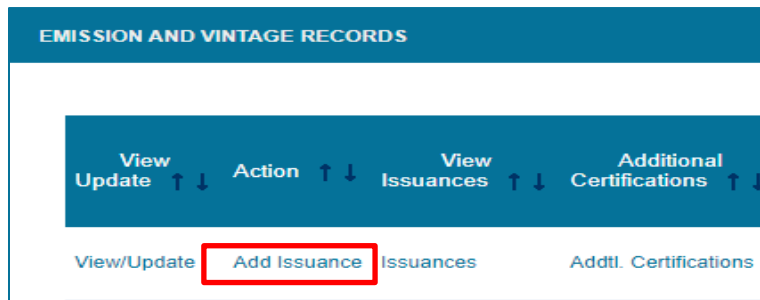 EMISSION AND VINTAGE RECORDS
View Update ↑ ↓ Action ↑ ↓ View Issuances ↑ ↓ Additional Certifications ↑ ↓
View/Update Add Issuance Issuances Addtl. Certifications